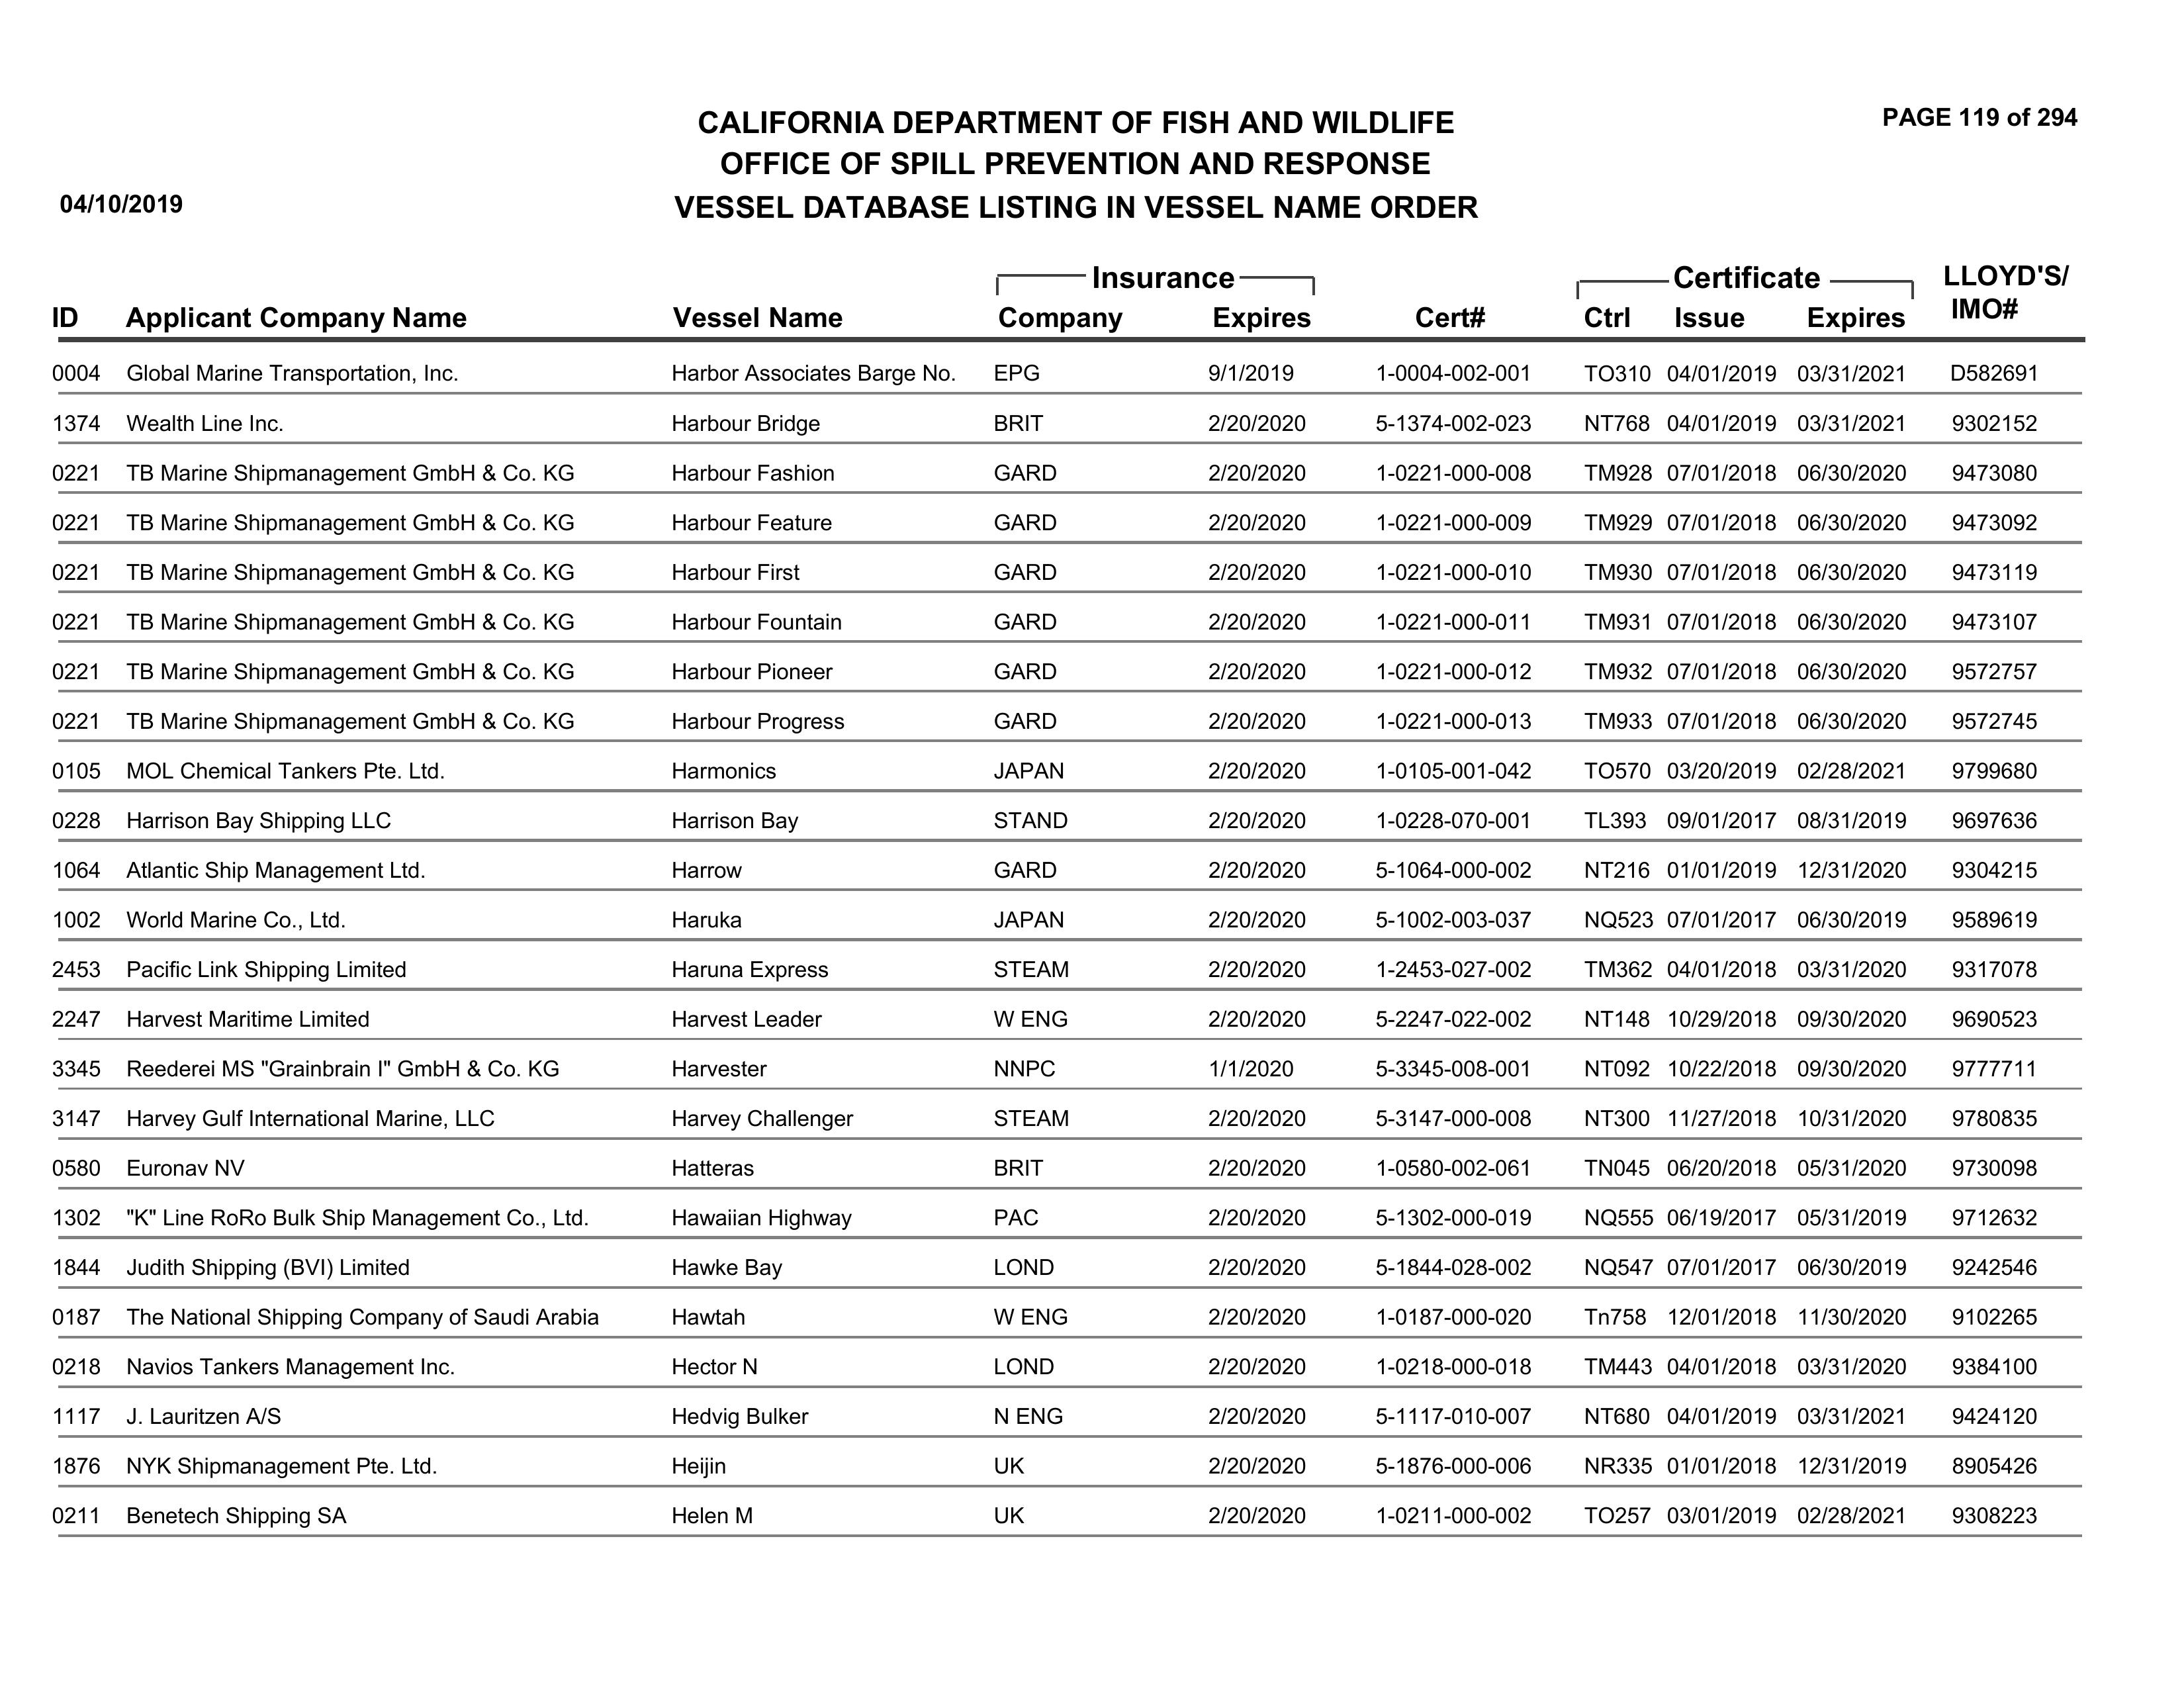 PAGE 119 of 294
CALIFORNIA DEPARTMENT OF FISH AND WILDLIFE
OFFICE OF SPILL PREVENTION AND RESPONSE
04/10/2019 VESSEL DATABASE LISTING IN VESSEL NAME ORDER
Insurance Certificate LLOYD'S/
ID Applicant Company Name Vessel Name Company Expires Cert# Ctrl Issue Expires IMO#
0004 Global Marine Transportation, Inc. Harbor Associates Barge No. EPG 9/1/2019 1-0004-002-001 TO310 04/01/2019 03/31/2021 D582691
1374 Wealth Line Inc. Harbour Bridge BRIT 2/20/2020 5-1374-002-023 NT768 04/01/2019 03/31/2021 9302152
0221 TB Marine Shipmanagement GmbH & Co. KG Harbour Fashion GARD 2/20/2020 1-0221-000-008 TM928 07/01/2018 06/30/2020 9473080
0221 TB Marine Shipmanagement GmbH & Co. KG Harbour Feature GARD 2/20/2020 1-0221-000-009 TM929 07/01/2018 06/30/2020 9473092
0221 TB Marine Shipmanagement GmbH & Co. KG Harbour First GARD 2/20/2020 1-0221-000-010 TM930 07/01/2018 06/30/2020 9473119
0221 TB Marine Shipmanagement GmbH & Co. KG Harbour Fountain GARD 2/20/2020 1-0221-000-011 TM931 07/01/2018 06/30/2020 9473107
0221 TB Marine Shipmanagement GmbH & Co. KG Harbour Pioneer GARD 2/20/2020 1-0221-000-012 TM932 07/01/2018 06/30/2020 9572757
0221 TB Marine Shipmanagement GmbH & Co. KG Harbour Progress GARD 2/20/2020 1-0221-000-013 TM933 07/01/2018 06/30/2020 9572745
0105 MOL Chemical Tankers Pte. Ltd. Harmonics JAPAN 2/20/2020 1-0105-001-042 TO570 03/20/2019 02/28/2021 9799680
0228 Harrison Bay Shipping LLC Harrison Bay STAND 2/20/2020 1-0228-070-001 TL393 09/01/2017 08/31/2019 9697636
1064 Atlantic Ship Management Ltd. Harrow GARD 2/20/2020 5-1064-000-002 NT216 01/01/2019 12/31/2020 9304215
1002 World Marine Co., Ltd. Haruka JAPAN 2/20/2020 5-1002-003-037 NQ523 07/01/2017 06/30/2019 9589619
2453 Pacific Link Shipping Limited Haruna Express STEAM 2/20/2020 1-2453-027-002 TM362 04/01/2018 03/31/2020 9317078
2247 Harvest Maritime Limited Harvest Leader W ENG 2/20/2020 5-2247-022-002 NT148 10/29/2018 09/30/2020 9690523
3345 Reederei MS "Grainbrain I" GmbH & Co. KG Harvester NNPC 1/1/2020 5-3345-008-001 NT092 10/22/2018 09/30/2020 9777711
3147 Harvey Gulf International Marine, LLC Harvey Challenger STEAM 2/20/2020 5-3147-000-008 NT300 11/27/2018 10/31/2020 9780835
0580 Euronav NV Hatteras BRIT 2/20/2020 1-0580-002-061 TN045 06/20/2018 05/31/2020 9730098
1302 "K" Line RoRo Bulk Ship Management Co., Ltd. Hawaiian Highway PAC 2/20/2020 5-1302-000-019 NQ555 06/19/2017 05/31/2019 9712632
1844 Judith Shipping (BVI) Limited Hawke Bay LOND 2/20/2020 5-1844-028-002 NQ547 07/01/2017 06/30/2019 9242546
0187 The National Shipping Company of Saudi Arabia Hawtah W ENG 2/20/2020 1-0187-000-020 Tn758 12/01/2018 11/30/2020 9102265
0218 Navios Tankers Management Inc. Hector N LOND 2/20/2020 1-0218-000-018 TM443 04/01/2018 03/31/2020 9384100
1117 J. Lauritzen A/S Hedvig Bulker N ENG 2/20/2020 5-1117-010-007 NT680 04/01/2019 03/31/2021 9424120
1876 NYK Shipmanagement Pte. Ltd. Heijin UK 2/20/2020 5-1876-000-006 NR335 01/01/2018 12/31/2019 8905426
0211 Benetech Shipping SA Helen M UK 2/20/2020 1-0211-000-002 TO257 03/01/2019 02/28/2021 9308223